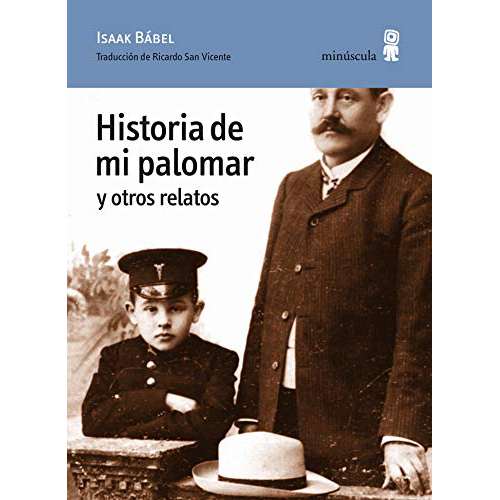 ISAAK BÁBEL
Traducción de Ricardo San Vicente
minúscula
Historia de
mi palomar
y otros relatos